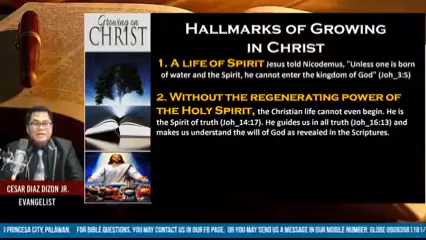 Growing on
CHRIST
HALLMARKS OF GROWING
IN CHRIST
1. A LIFE OF SPIRIT Jesus told Nicodemus, "Unless one is born
of water and the Spirit, he cannot enter the kingdom of God" (Joh_3:5)
2. WITHOUT THE REGENERATING POWER OF
THE HOLY SPIRIT, the Christian life cannot even begin. He is
the Spirit of truth (Joh_14:17). He guides us in all truth (Joh_16:13) and
makes us understand the will of God as revealed in the Scriptures.
CESAR DIAZ DIZON JR.
EVANGELIST
PRINCESA CITY, PALAWAN. FOR BIBLE QUESTIONS, YOU MAY CONTACT US IN OUR FB PAGE; OR YOU MAY SEND US A MESSAGE IN OUR MOBILE NUMBER: GLOBE